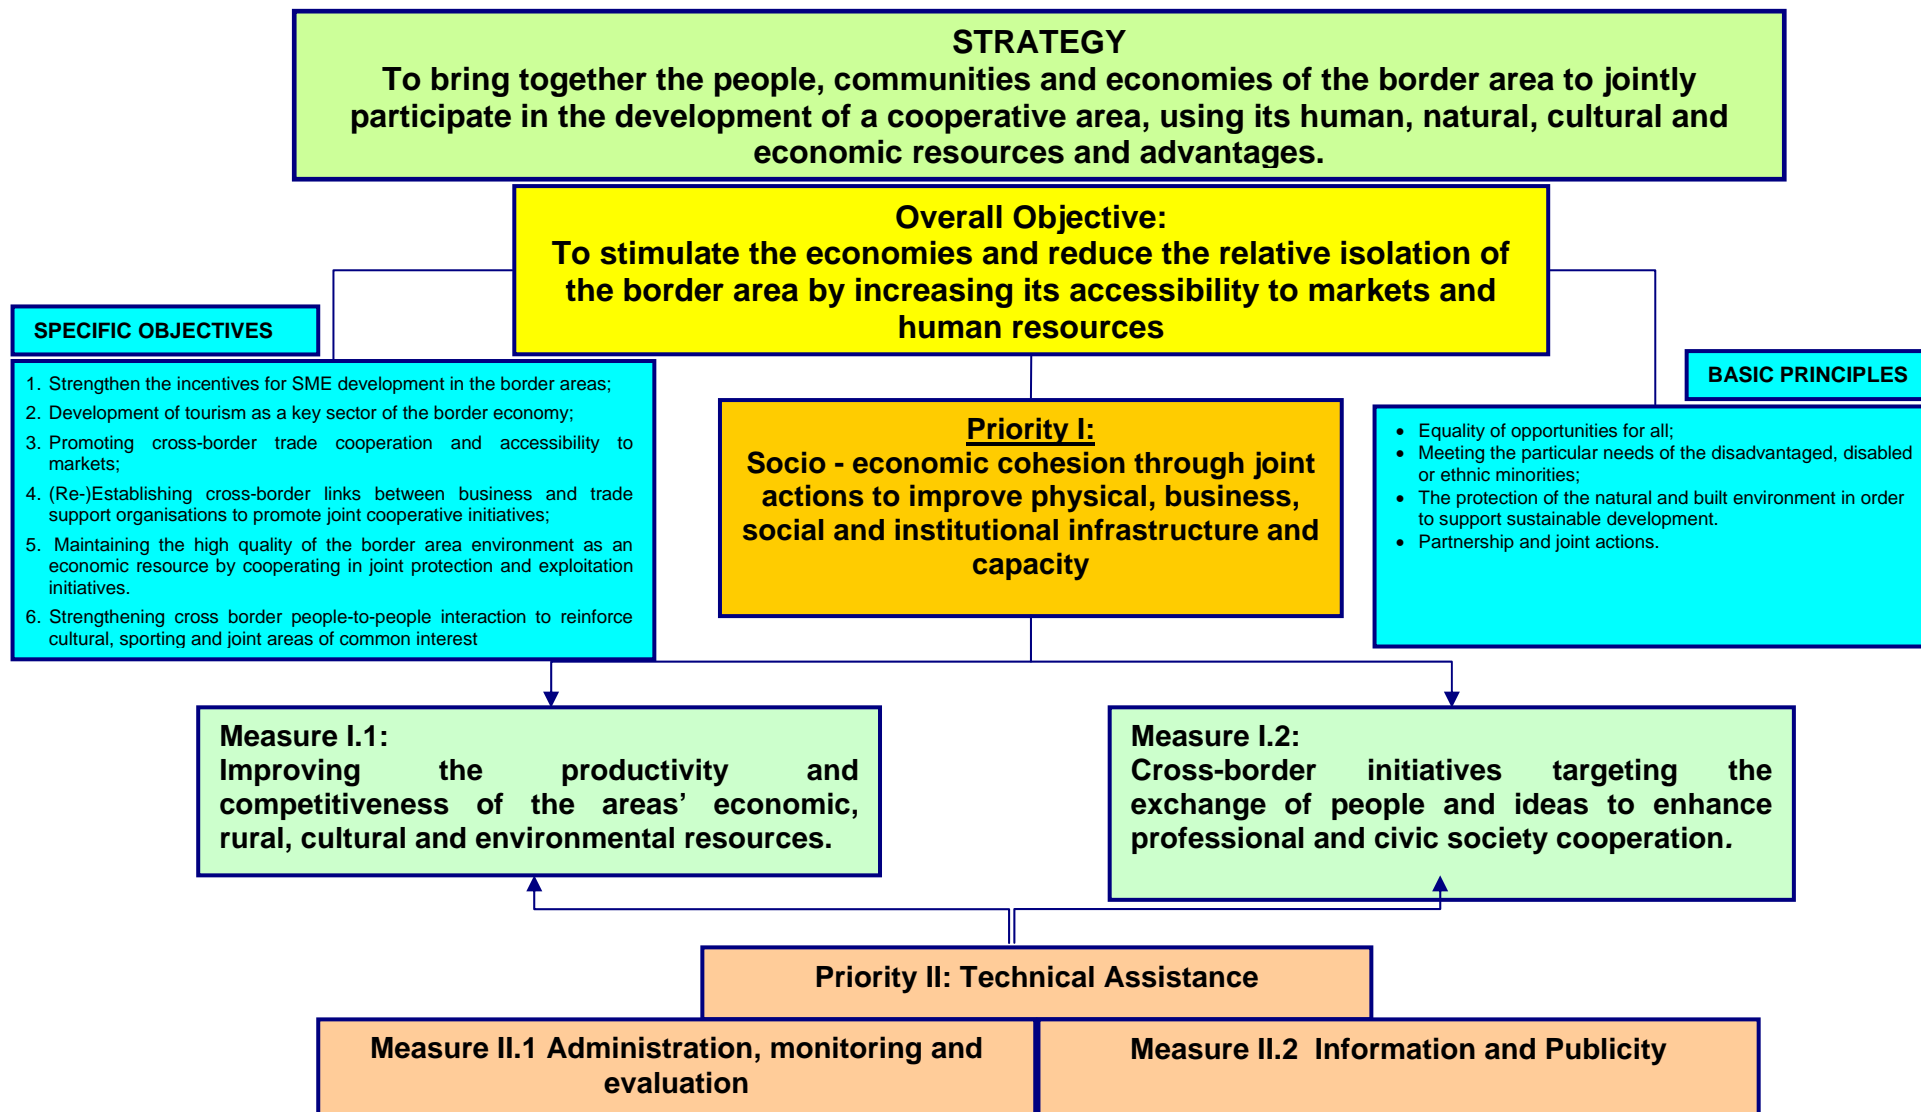 STRATEGY
To bring together the people, communities and economies of the border area to jointly
participate in the development of a cooperative area, using its human, natural, cultural and
economic resources and advantages.
Overall Objective:
To stimulate the economies and reduce the relative isolation of
the border area by increasing its accessibility to markets and
human resources
SPECIFIC OBJECTIVES
1. Strengthen the incentives for SME development in the border areas;
2. Development of tourism as a key sector of the border economy;
3. Promoting cross-border trade cooperation and accessibility to
markets;
4. (Re-)Establishing cross-border links between business and trade
support organisations to promote joint cooperative initiatives;
5. Maintaining the high quality of the border area environment as an
economic resource by cooperating in joint protection and exploitation
initiatives.
6. Strengthening cross border people-to-people interaction to reinforce
cultural, sporting and joint areas of common interest
Priority I:
Socio - economic cohesion through joint
actions to improve physical, business,
social and institutional infrastructure and
capacity
BASIC PRINCIPLES
• Equality of opportunities for all;
• Meeting the particular needs of the disadvantaged, disabled
or ethnic minorities;
• The protection of the natural and built environment in order
to support sustainable development.
• Partnership and joint actions.
Measure I.1:
Improving the productivity and
competitiveness of the areas’ economic,
rural, cultural and environmental resources.
Measure I.2:
Cross-border initiatives targeting the
exchange of people and ideas to enhance
professional and civic society cooperation.
Priority II: Technical Assistance
Measure II.1 Administration, monitoring and
evaluation
Measure II.2 Information and Publicity